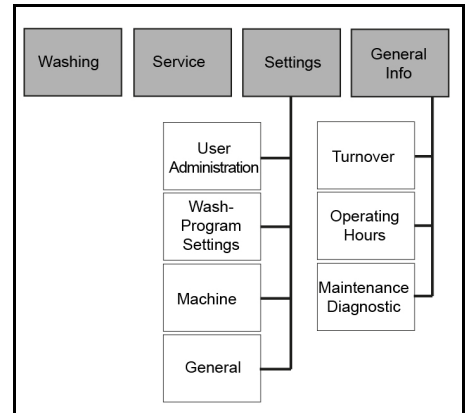 Washing
Service
Settings
General
Info
User
Administration
Wash-
Program
Settings
Machine
General
Turnover
Operating
Hours
Maintenance
Diagnostic